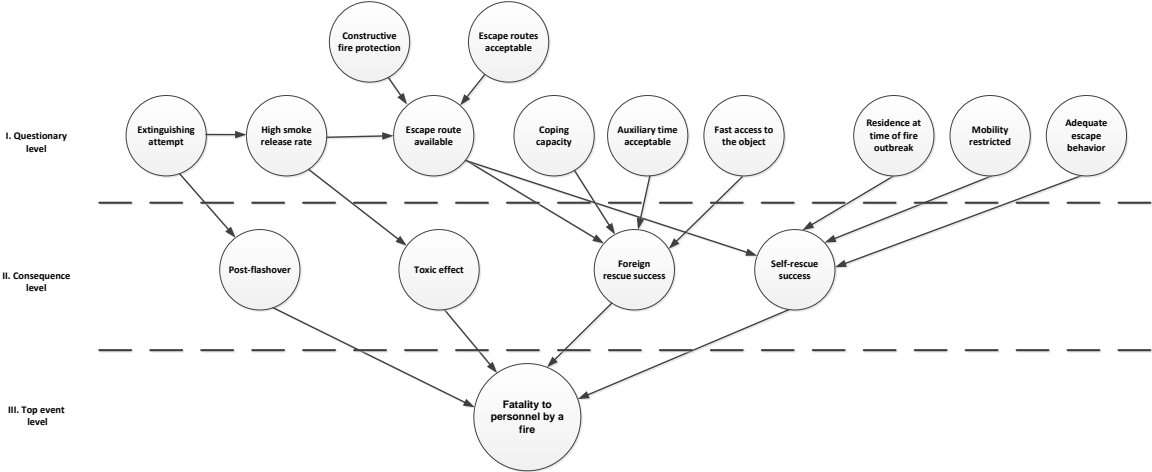 Constructive
fire protection
Escape routes
acceptable
I. Questionary
level
Extinguishing
attempt
High smoke
release rate
Escape route
available
Coping
capacity
Auxiliary time
acceptable
Fast access to
the object
Residence at
time of fire
outbreak
Mobility
restricted
Adequate
escape
behavior
II. Consequence
level
Post-flashover
Toxic effect
Foreign
rescue success
Self-rescue
success
III. Top event
level
Fatality to
personnel by a
fire